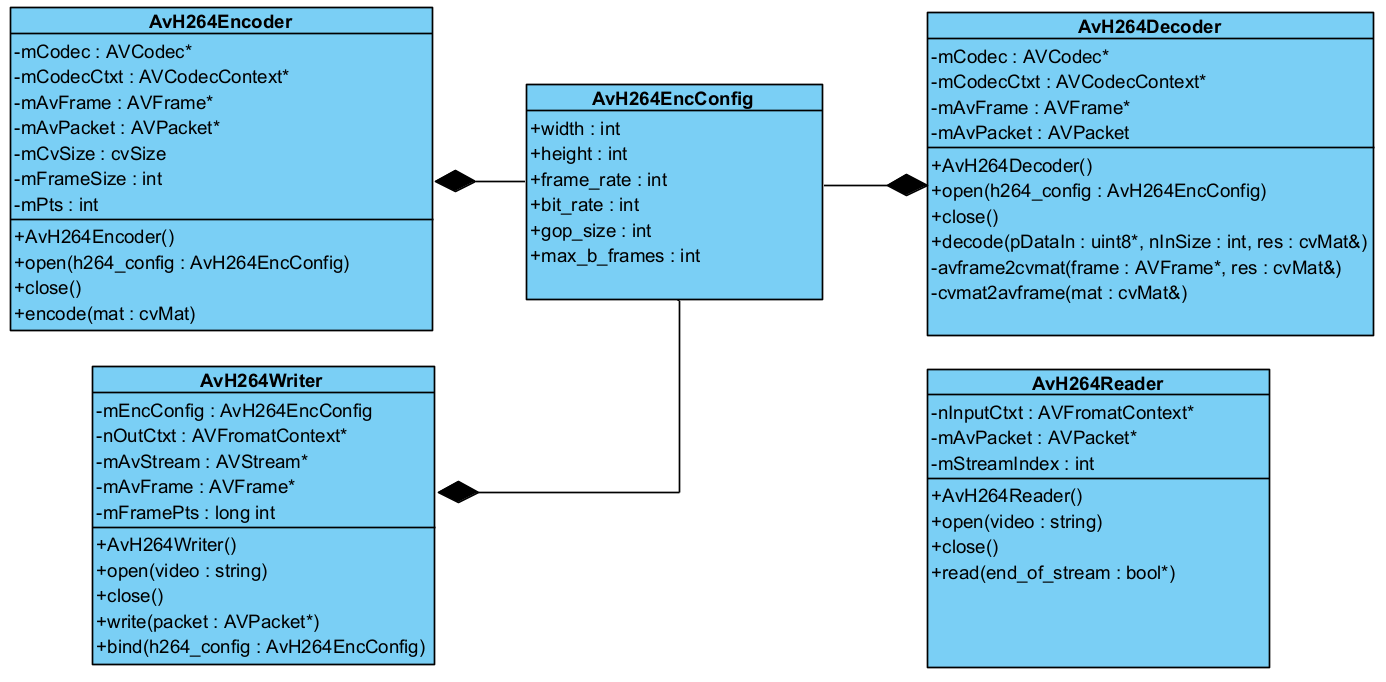 AvH264Encoder
-mCodec : AVCodec*
-mCodecCtxt : AVCodecContext*
-mAvFrame : AVFrame*
-mAvPacket : AVPacket*
-mCvSize : cvSize
-mFrameSize : int
-mPts : int
+AvH264Encoder()
+open(h264_config : AvH264EncConfig)
+close()
+encode(mat : cvMat)
AvH264EncConfig
+width : int
+height : int
+frame_rate : int
+bit_rate : int
+gop_size : int
+max_b_frames : int
AvH264Decoder
-mCodec : AVCodec*
-mCodecCtxt : AVCodecContext*
-mAvFrame : AVFrame*
-mAvPacket : AVPacket
+AvH264Decoder()
+open(h264_config : AvH264EncConfig)
+close()
+decode(pDataIn : uint8*, nInSize : int, res : cvMat&)
-avframe2cvmat(frame : AVFrame*, res : cvMat&)
-cvmat2avframe(mat : cvMat&)
AvH264Writer
-mEncConfig : AvH264EncConfig
-nOutCtxt : AVFromatContext*
-mAvStream : AVStream*
-mAvFrame : AVFrame*
-mFramePts : long int
+AvH264Writer()
+open(video : string)
+close()
+write(packet : AVPacket*)
+bind(h264_config : AvH264EncConfig)
AvH264Reader
-nInputCtxt : AVFromatContext*
-mAvPacket : AVPacket*
-mStreamIndex : int
+AvH264Reader()
+open(video : string)
+close()
+read(end_of_stream : bool*)